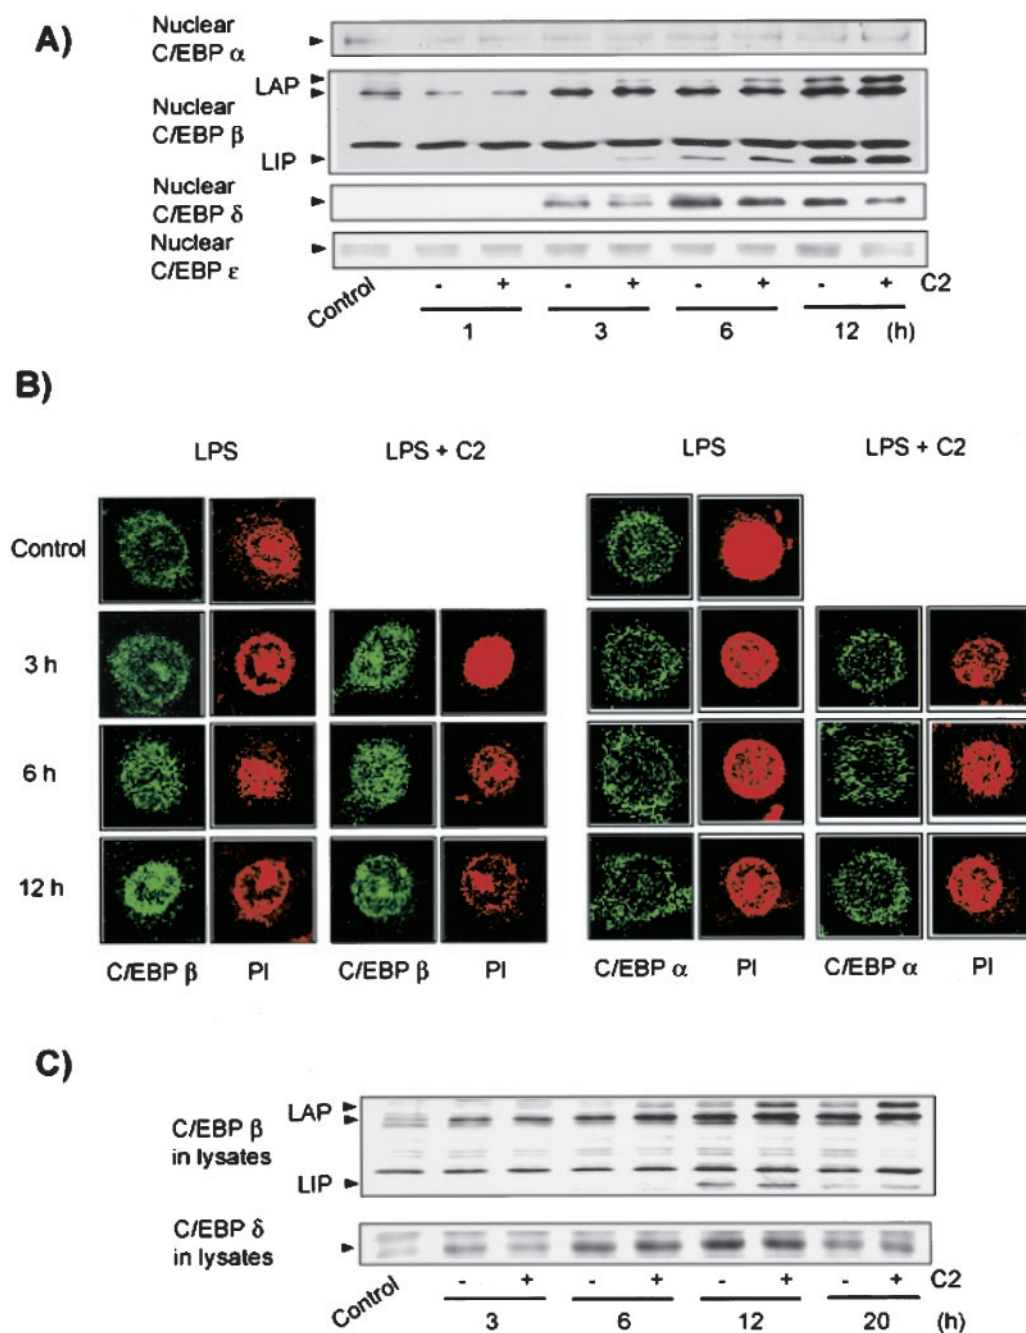 A)
Nuclear
C/EBP α
LAP
Nuclear
C/EBP β
LIP
Nuclear
C/EBP δ
Nuclear
C/EBP ε
Control - + - + - + - + C2
1 3 6 12 (h)
B)
LPS LPS + C2 LPS LPS + C2
Control
3 h
6 h
12 h
C/EBP β PI C/EBP β PI C/EBP α PI C/EBP α PI
C)
LAP
C/EBP β
in lysates
LIP
C/EBP δ
in lysates
Control - + - + - + - + C2
3 6 12 20 (h)